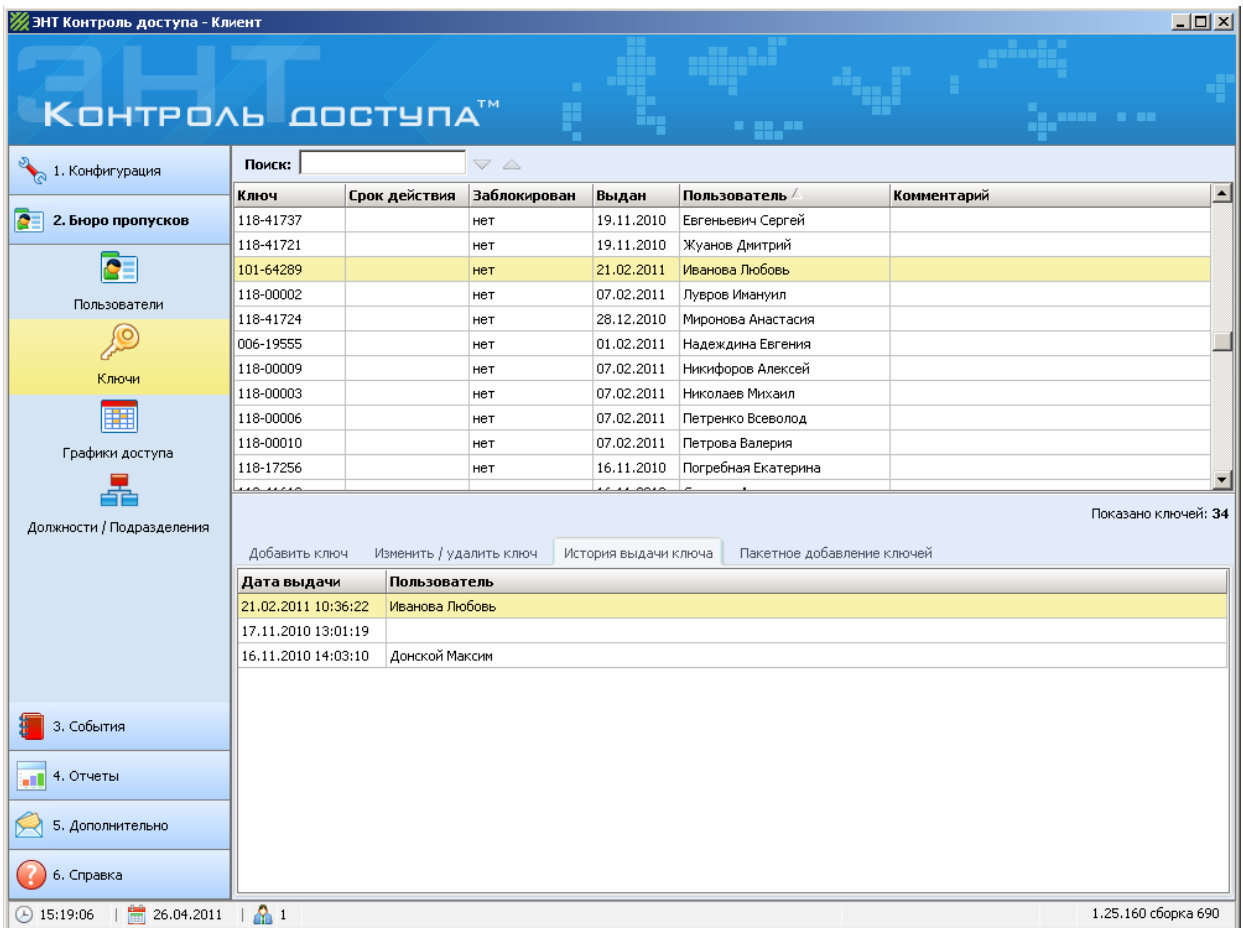 ЭНТ Контроль доступа - Клиент
ЭНТ
Контроль доступа™
1. Конфигурация
2. Бюро пропусков
Пользователи
Ключи
Графики доступа
Должности / Подразделения
3. События
4. Отчеты
5. Дополнительно
6. Справка
Поиск:
Ключ Срок действия Заблокирован Выдан Пользователь Комментарий
118-41737 нет 19.11.2010 Евгеньевич Сергей
118-41721 нет 19.11.2010 Жуанов Дмитрий
101-64289 нет 21.02.2011 Иванова Любовь
118-00002 нет 07.02.2011 Лувров Имануил
118-41724 нет 28.12.2010 Миронова Анастасия
006-19555 нет 01.02.2011 Надеждина Евгения
118-00009 нет 07.02.2011 Никифоров Алексей
118-00003 нет 07.02.2011 Николаев Михаил
118-00006 нет 07.02.2011 Петренко Всеволод
118-00010 нет 07.02.2011 Петрова Валерия
118-17256 нет 16.11.2010 Погребная Екатерина
Показано ключей: 34
Добавить ключ Изменить / удалить ключ История выдачи ключа Пакетное добавление ключей
Дата выдачи Пользователь
21.02.2011 10:36:22 Иванова Любовь
17.11.2010 13:01:19
16.11.2010 14:03:10 Донской Максим
15:19:06 | 26.04.2011 | 1 1.25.160 сборка 690